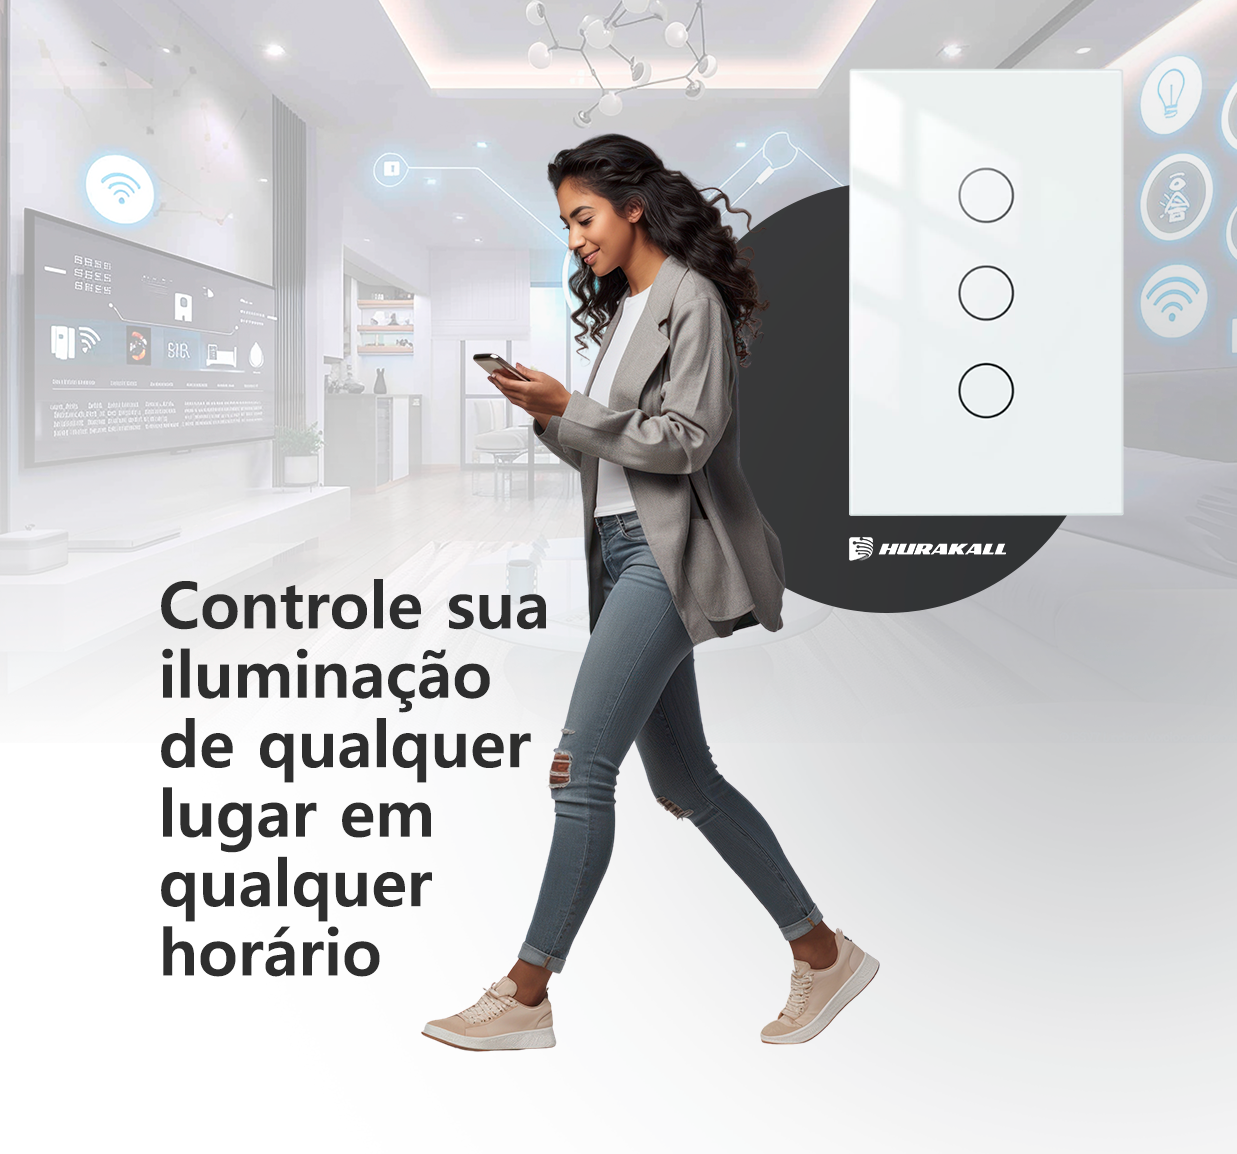 HURAKALL
Controle sua
iluminação
de qualquer
lugar em
qualquer
horário